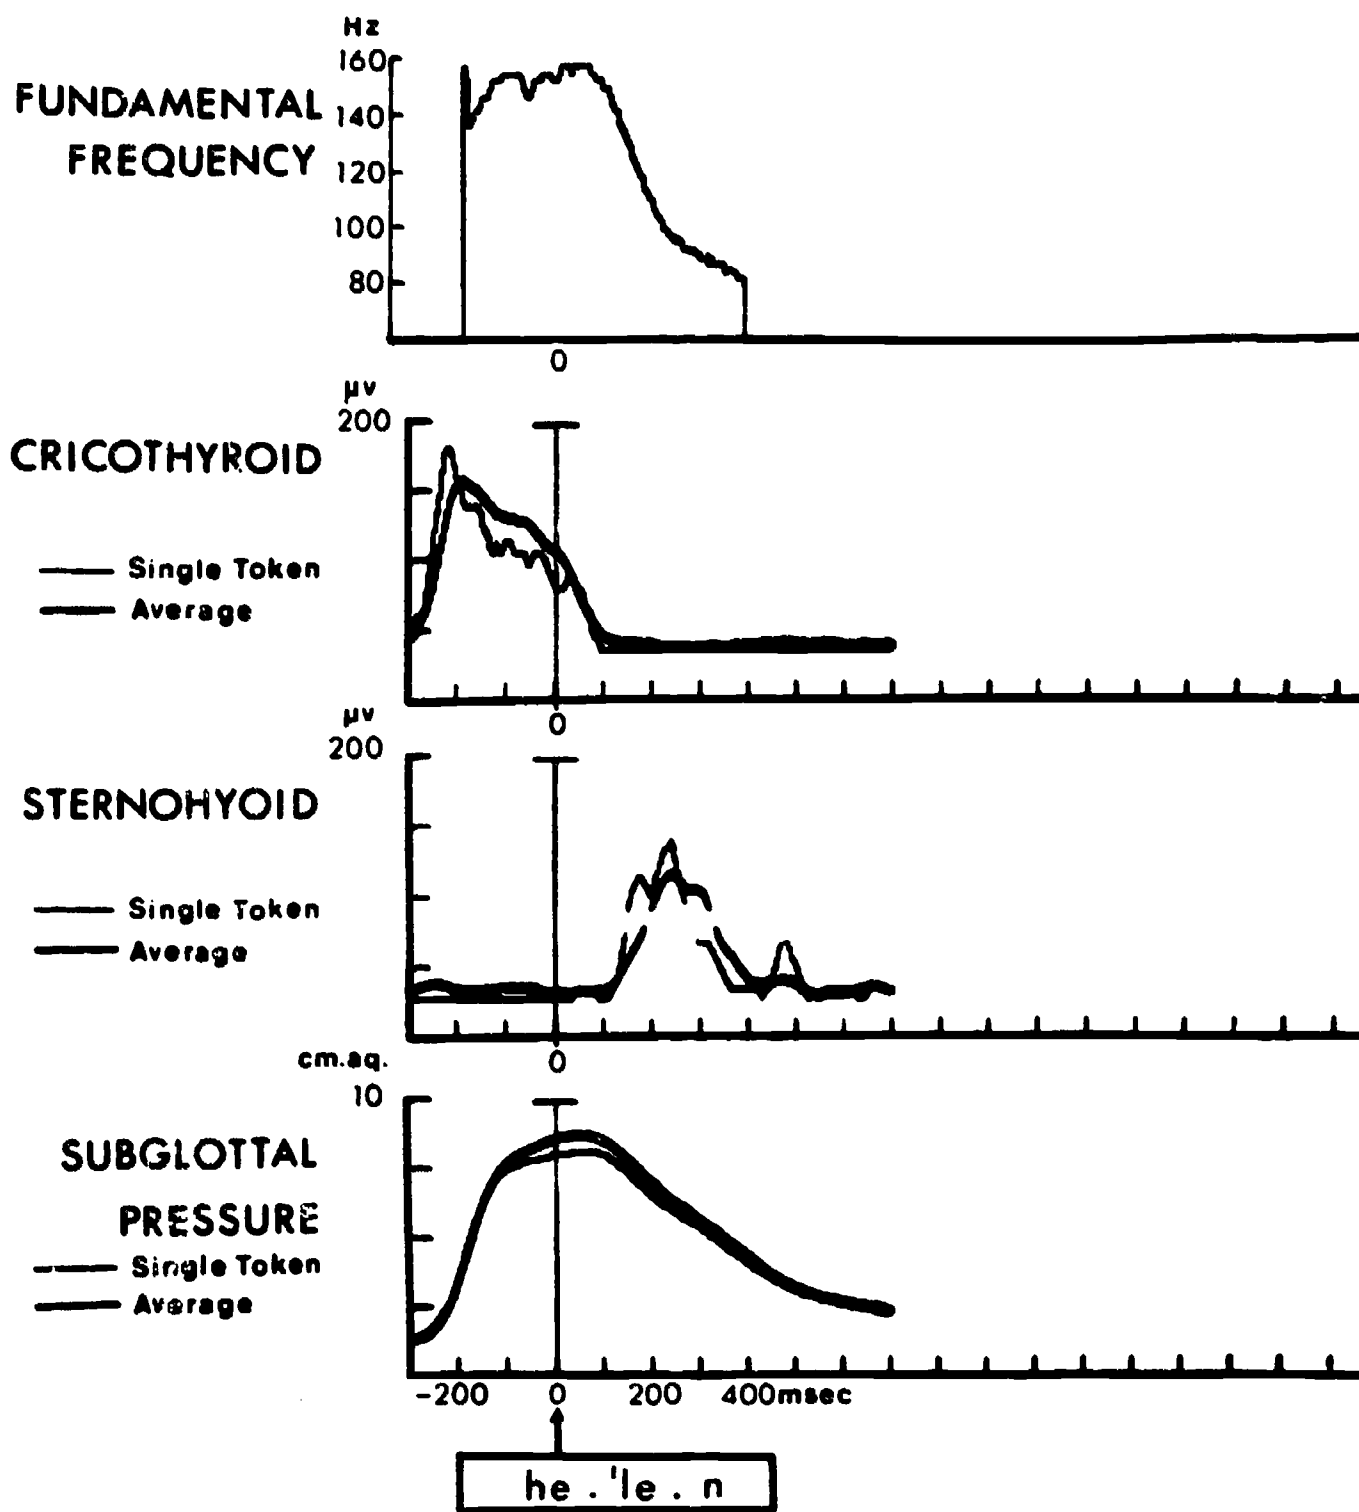 Hz
160
FUNDAMENTAL
FREQUENCY
140
120
100
80
0
μv
200
CRICOTHYROID
Single Token
Average
0
μv
200
STERNOHYOID
Single Token
Average
0
cm.aq.
10
SUBGLOTTAL
PRESSURE
Single Token
Average
-200 0 200 400msec
he . 'le . n